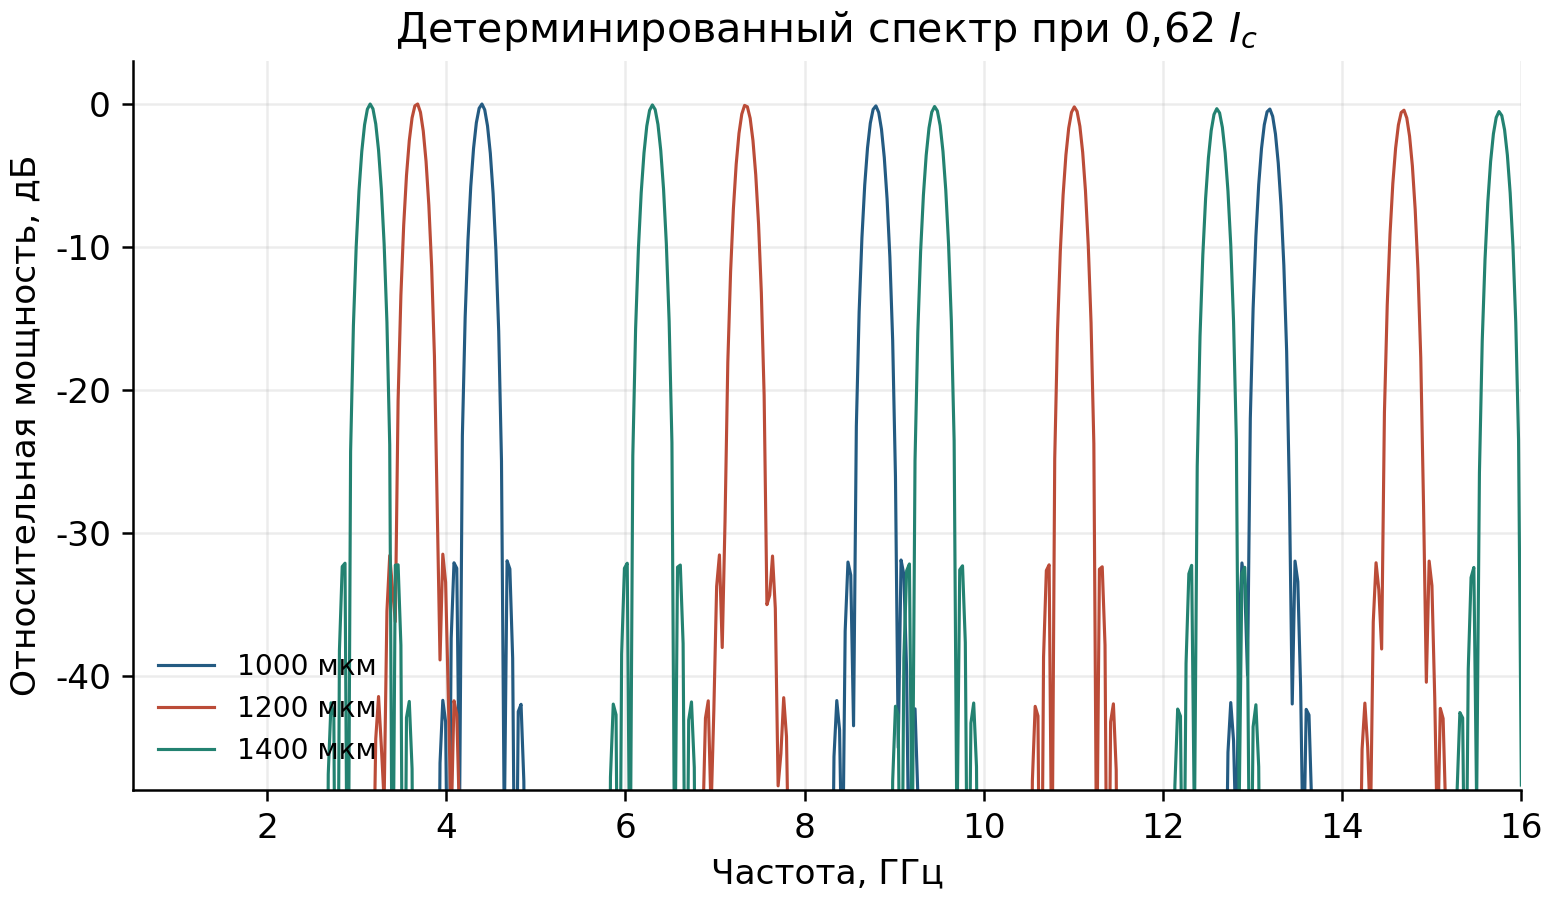 Детерминированный спектр при 0,62 I_c
Относительная мощность, дБ
0
-10
-20
-30
-40
1000 мкм
1200 мкм
1400 мкм
2 4 6 8 10 12 14 16
Частота, ГГц